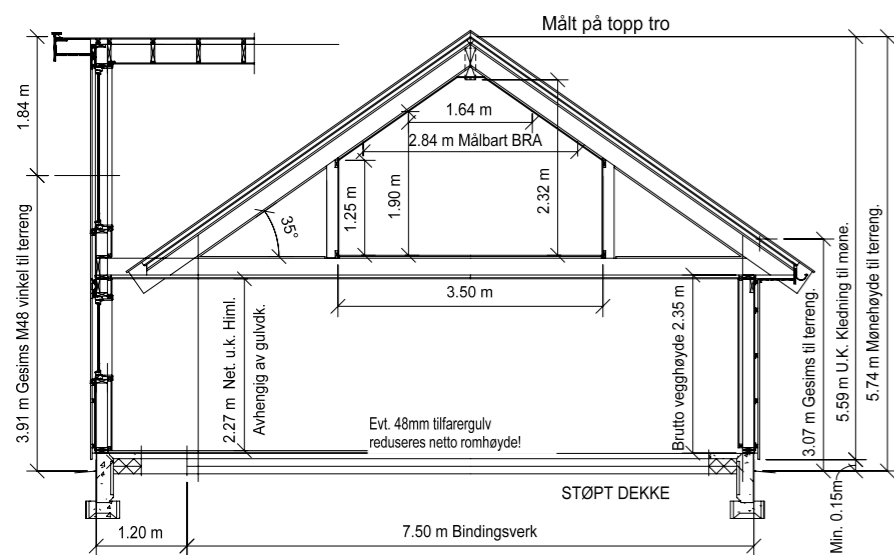 Målt på topp tro
1.84 m
3.91 m Gesims M48 vinkel til terreng
1.64 m
2.84 m Målbart BRA
1.25 m
1.90 m
2.32 m
35°
3.50 m
2.27 m Net. u.k. Himl.
Avhengig av gulvdk.
Evt. 48mm tilfarergulv
reduseres netto romhøyde!
Brutto vegghøyde 2.35 m
3.07 m Gesims til terreng.
5.59 m U.K. Kledning til møne.
5.74 m Mønehøyde til terreng.
Min. 0.15m
STØPT DEKKE
1.20 m
7.50 m Bindingsverk